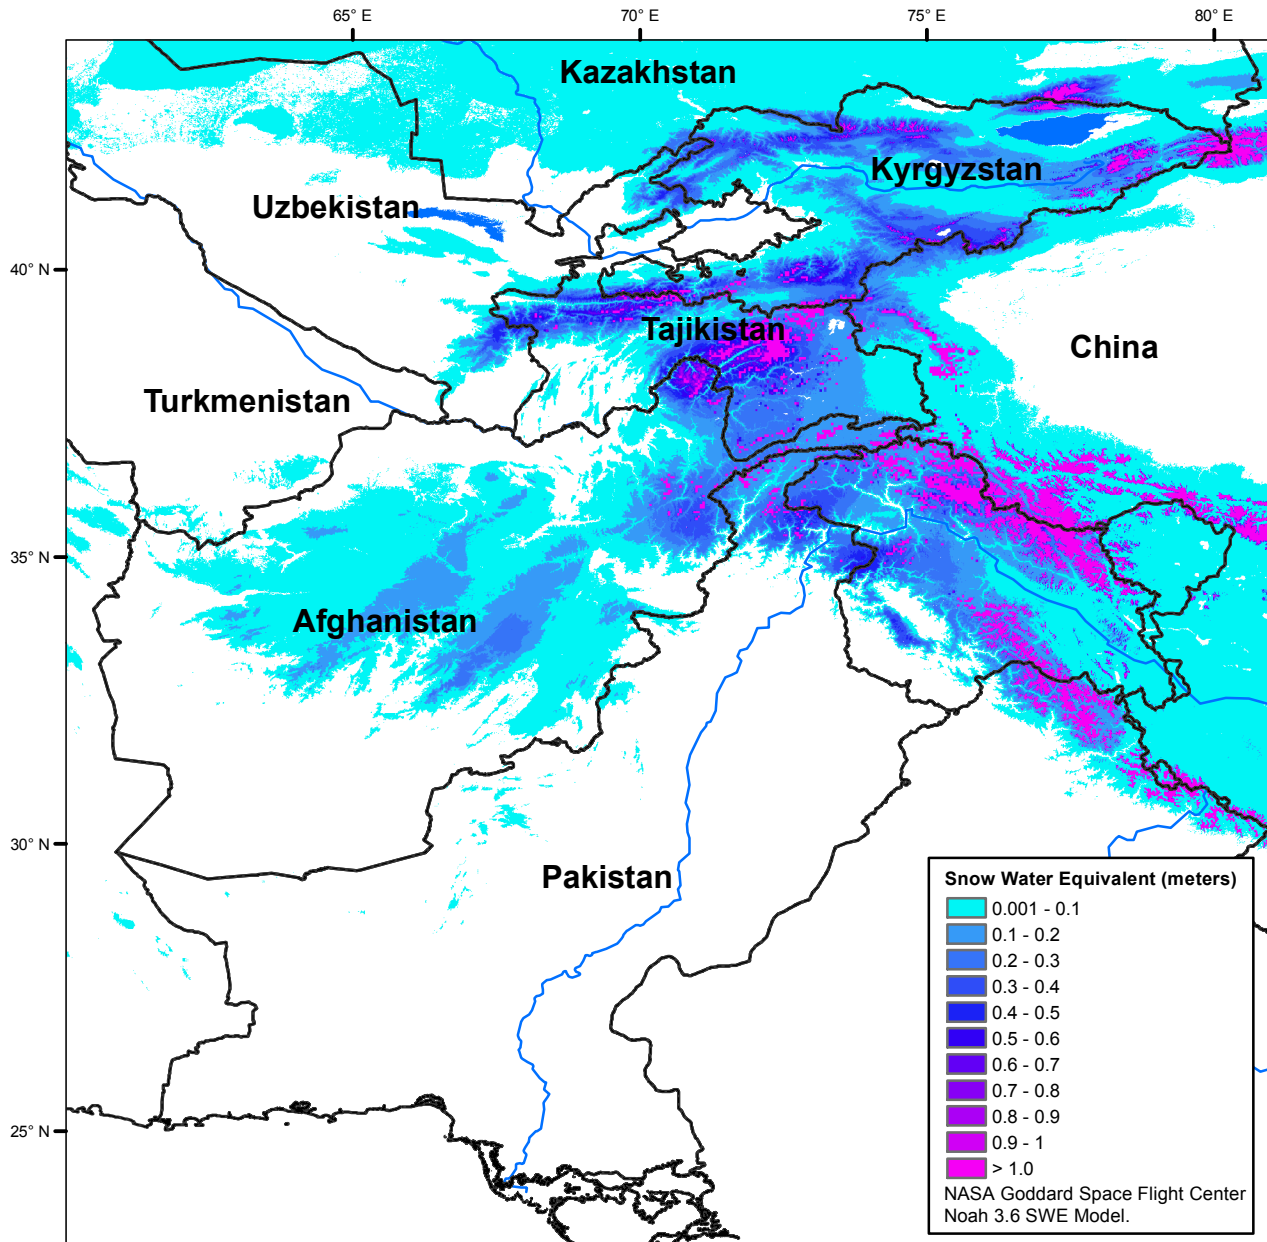 65° E
70° E
75° E
80° E
Kazakhstan
Kyrgyzstan
Uzbekistan
40° N
Tajikistan
China
Turkmenistan
35° N
Afghanistan
30° N
Pakistan
25° N
Snow Water Equivalent (meters)
0.001 - 0.1
0.1 - 0.2
0.2 - 0.3
0.3 - 0.4
0.4 - 0.5
0.5 - 0.6
0.6 - 0.7
0.7 - 0.8
0.8 - 0.9
0.9 - 1
> 1.0
NASA Goddard Space Flight Center
Noah 3.6 SWE Model.